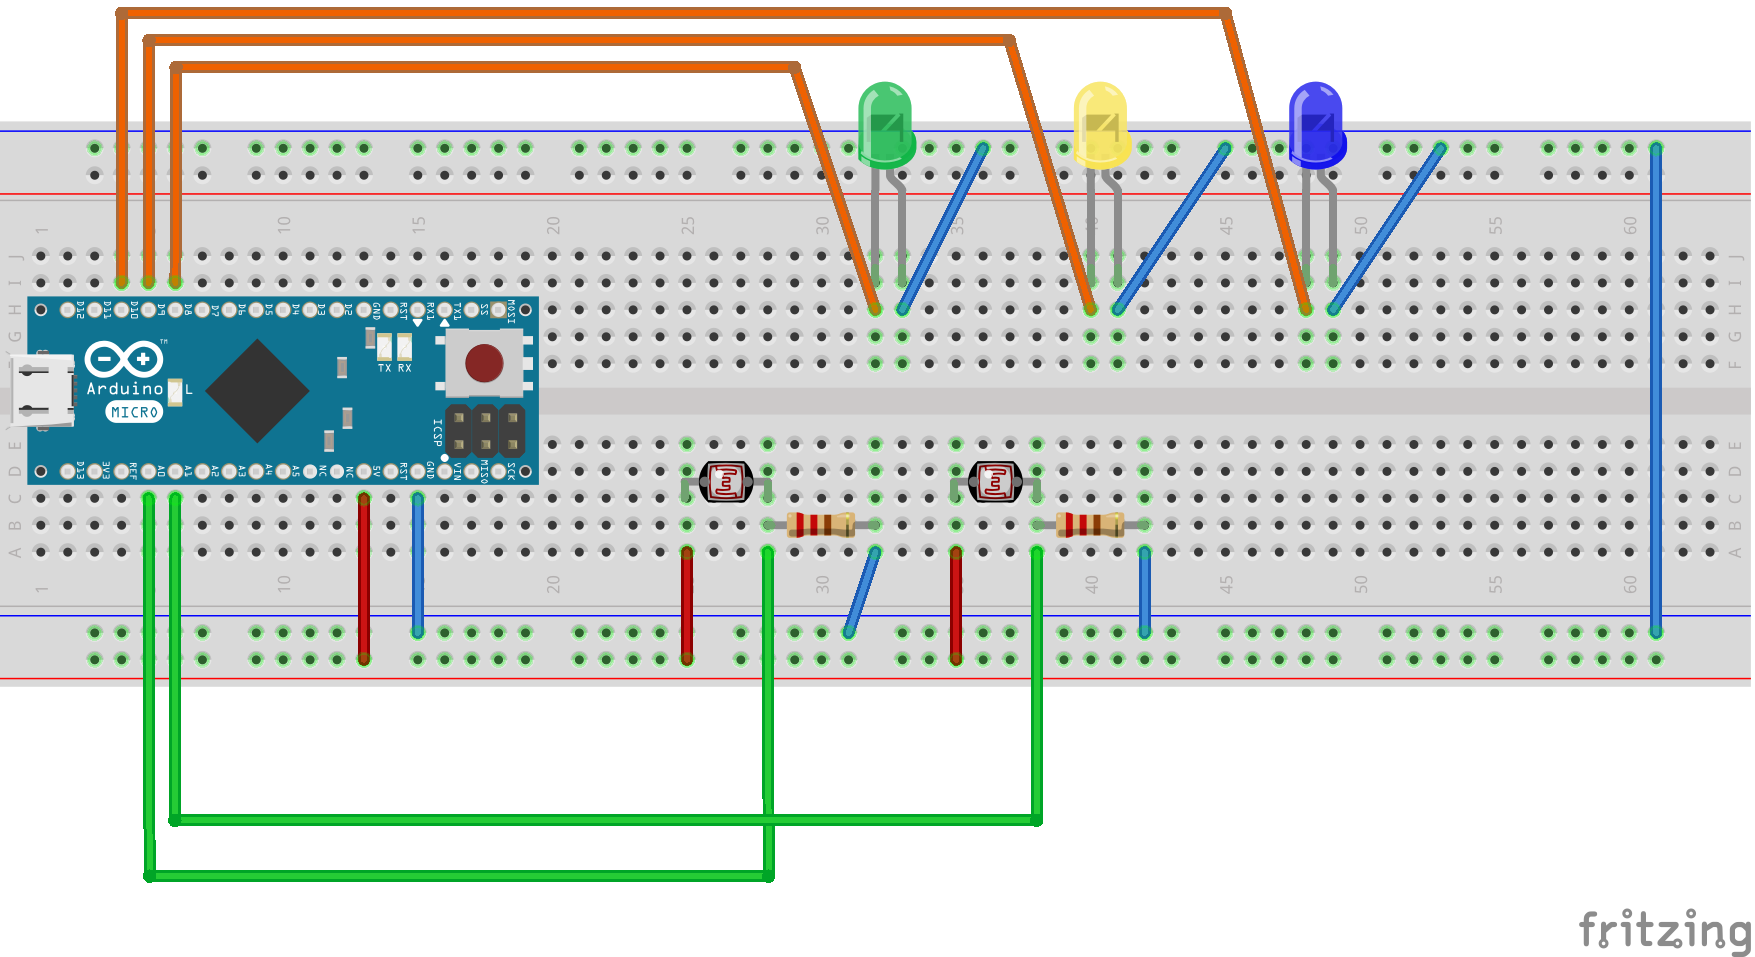 1 10 15 20 25 30 35 40 45 50 55 60
J J
I I
H H
G G
F F
D12 D11 D10 D9 D8 D7 D6 D5 D4 D3 D2 GND RST RX1 TX1 SS MOSI
TM
TX RX
Arduino L
MICRO
ICSP
D13 3V3 REF A0 A1 A2 A3 A4 A5 NC NC 5V RST GND VIN MISO SCK
E E
D D
C C
B B
A A
1 10 15 20 25 30 35 40 45 50 55 60
fritzing